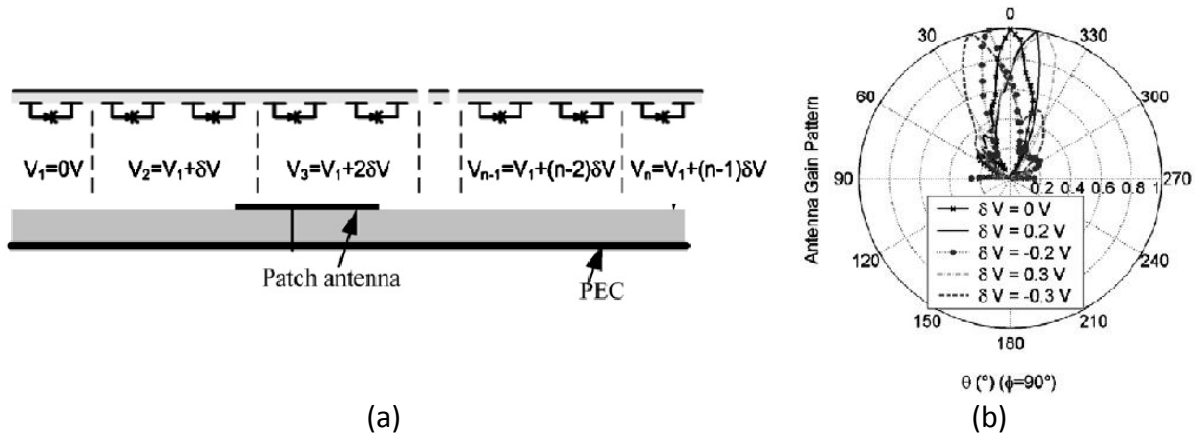 V₁=0V V₂=V₁+δV V₃=V₁+2δV Vₙ₋₁=V₁+(n-2)δV Vₙ=V₁+(n-1)δV
Patch antenna
PEC
(a)
Antenna Gain Pattern
0
30 330
60 300
90 270
120 240
150 210
180
0.2 0.4 0.6 0.8 1
δ V = 0 V
δ V = 0.2 V
δ V = -0.2 V
δ V = 0.3 V
δ V = -0.3 V
θ (°) (ϕ=90°)
(b)